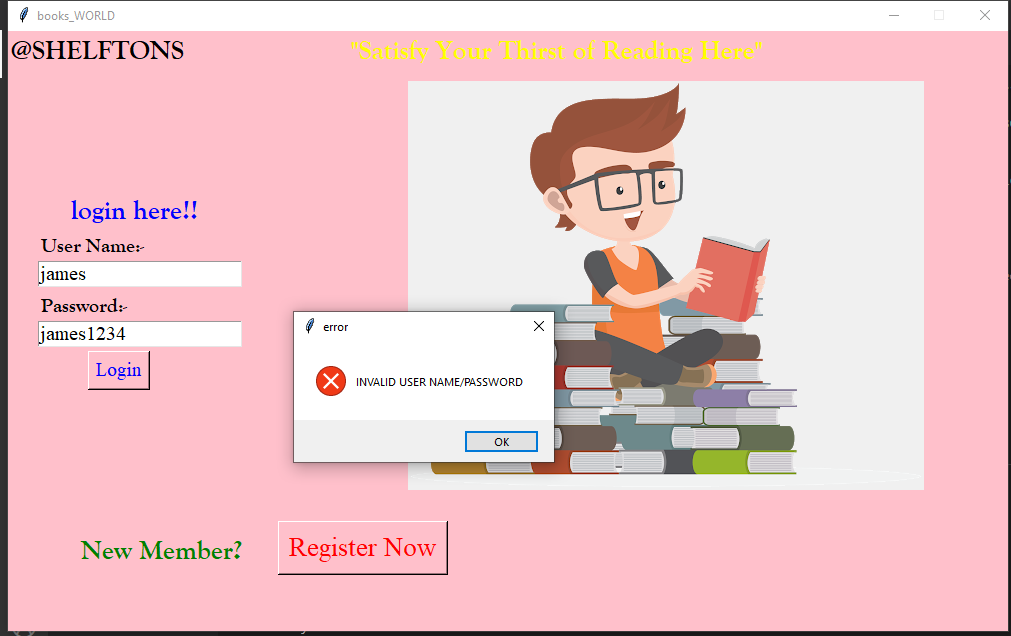 books_WORLD
@SHELFTONS
"Satisfy Your Thirst of Reading Here"
login here!!
User Name:-
james
Password:-
james1234
Login
error
INVALID USER NAME/PASSWORD
OK
New Member?
Register Now